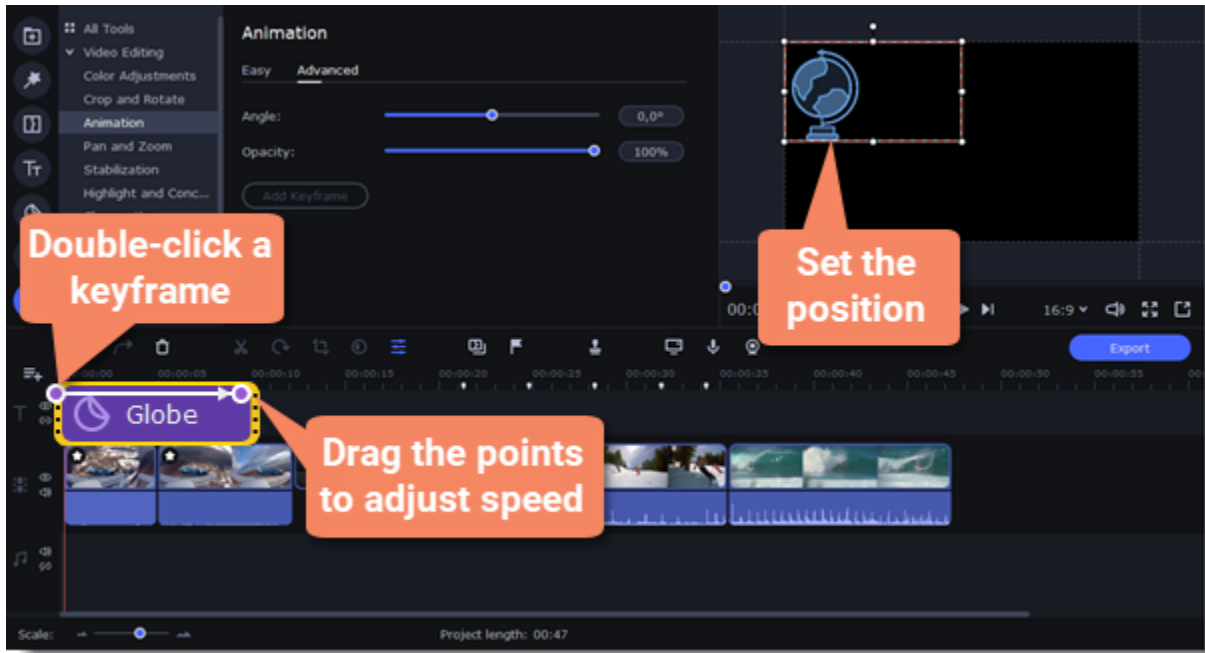 All Tools
Video Editing
Color Adjustments
Crop and Rotate
Animation
Pan and Zoom
Stabilization
Highlight and Conc...
Animation
Easy Advanced
Angle: 0,0°
Opacity: 100%
Add Keyframe
Double-click a
keyframe
Set the
position
16:9
Export
00:00:05 00:00:10 00:00:15 00:00:20 00:00:25 00:00:30 00:00:35 00:00:40 00:00:45 00:00:50 00:00:55
Globe
Drag the points
to adjust speed
Scale:
Project length: 00:47